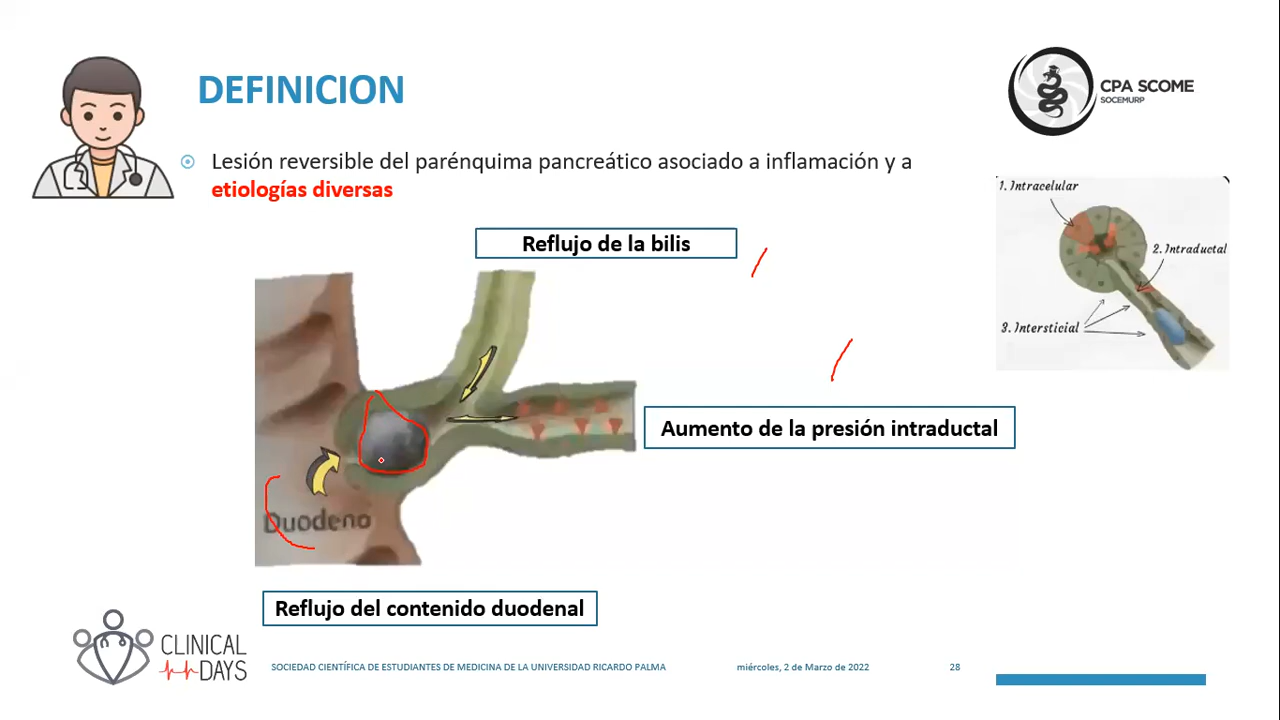 DEFINICION
CPA SCOME
SOCEMURP
Lesión reversible del parénquima pancreático asociado a inflamación y a
etiologías diversas
1. Intracelular
2. Intraductal
3. Intersticial
Reflujo de la bilis
Aumento de la presión intraductal
Duodeno
Reflujo del contenido duodenal
CLINICAL
DAYS
SOCIEDAD CIENTÍFICA DE ESTUDIANTES DE MEDICINA DE LA UNIVERSIDAD RICARDO PALMA
miércoles, 2 de Marzo de 2022
28